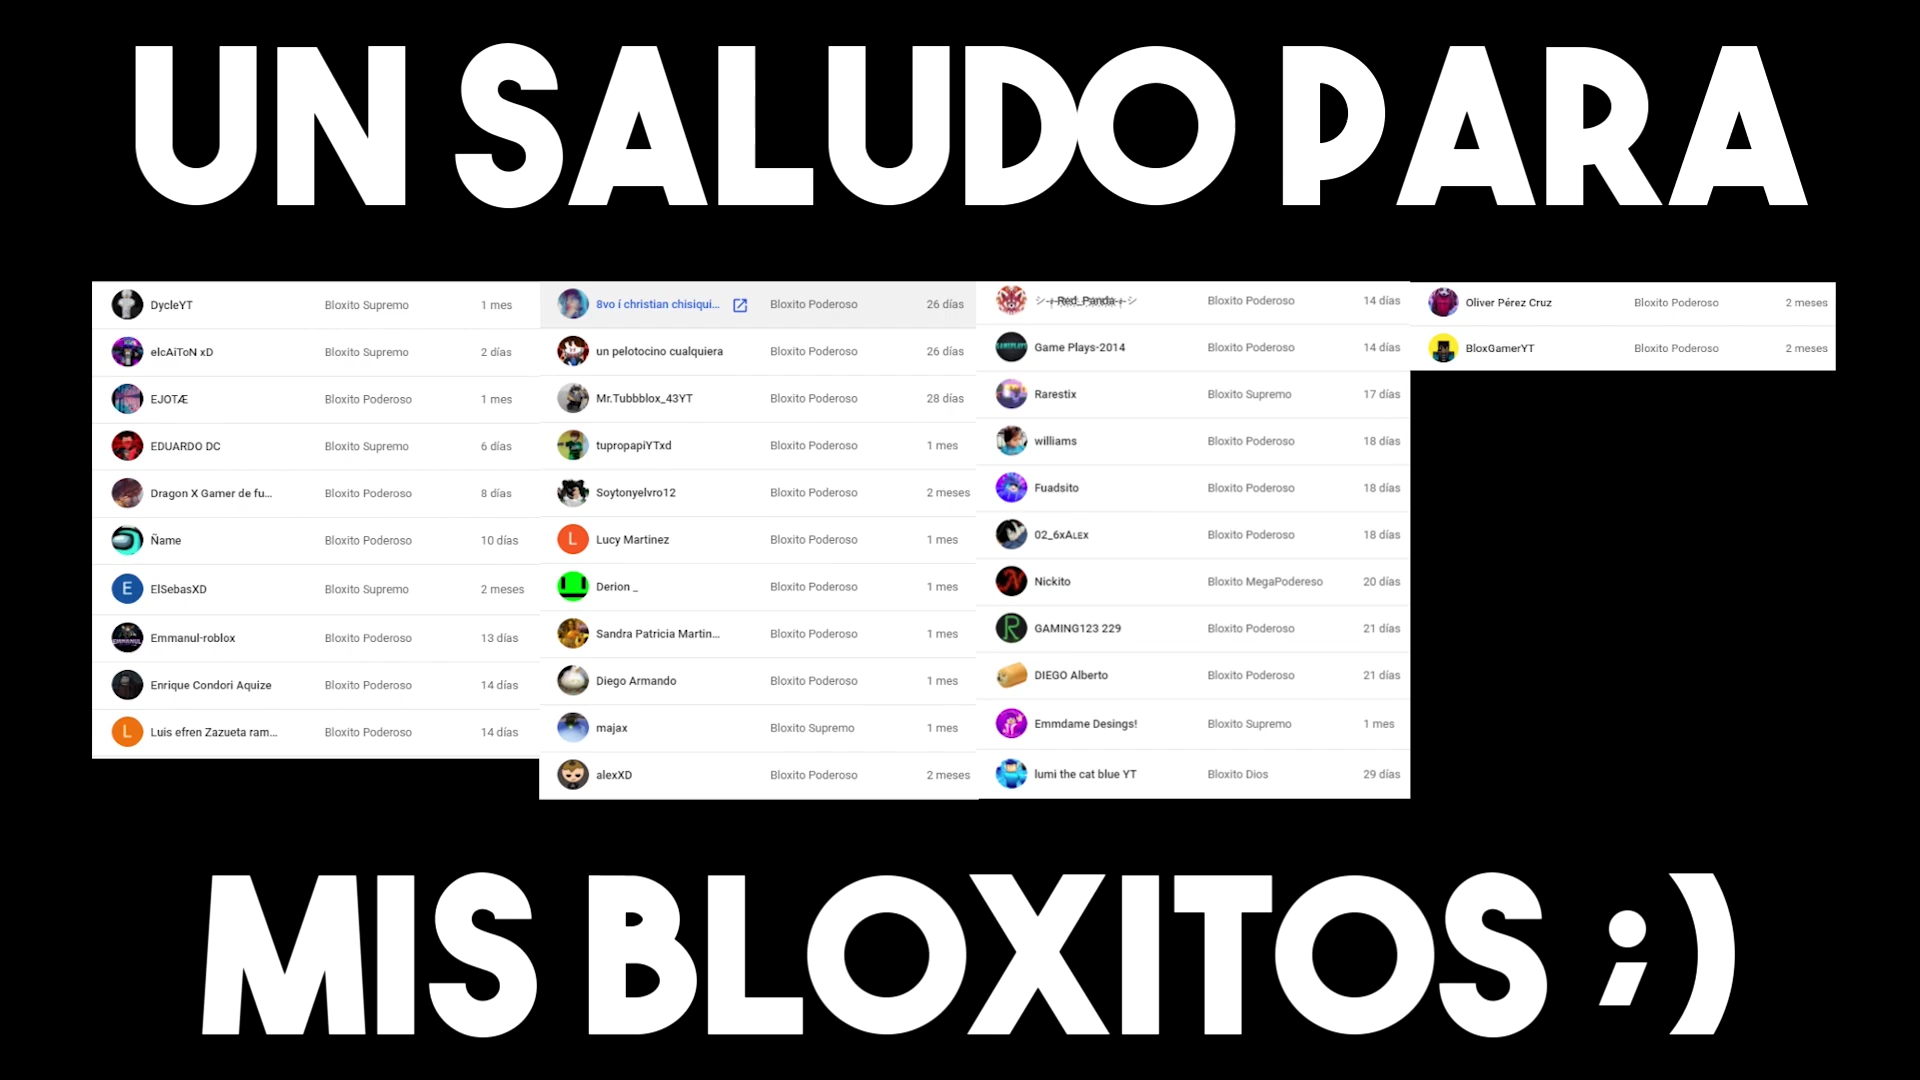 UN SALUDO PARA
DycleYT Bloxito Supremo 1 mes
elcAiToN xD Bloxito Supremo 2 días
EJOTÆ Bloxito Poderoso 1 mes
EDUARDO DC Bloxito Supremo 6 días
Dragon X Gamer de fu... Bloxito Poderoso 8 días
Ñame Bloxito Poderoso 10 días
E ElSebasXD Bloxito Supremo 2 meses
Emmanul-roblox Bloxito Poderoso 13 días
Enrique Condori Aquize Bloxito Poderoso 14 días
L Luis efren Zazueta ram... Bloxito Poderoso 14 días
8vo í christian chisiqui... Bloxito Poderoso 26 días
un pelotocino cualquiera Bloxito Poderoso 26 días
Mr.Tubbblox_43YT Bloxito Poderoso 28 días
tupropapiYTxd Bloxito Poderoso 1 mes
Soytonyelvro12 Bloxito Poderoso 2 meses
L Lucy Martinez Bloxito Poderoso 1 mes
Derion _ Bloxito Poderoso 1 mes
Sandra Patricia Martin... Bloxito Poderoso 1 mes
Diego Armando Bloxito Poderoso 1 mes
majax Bloxito Supremo 1 mes
alexXD Bloxito Poderoso 2 meses
Red_Panda Bloxito Poderoso 14 días
Game Plays-2014 Bloxito Poderoso 14 días
Rarestix Bloxito Supremo 17 días
williams Bloxito Poderoso 18 días
Fuadsito Bloxito Poderoso 18 días
02_6xAʟᴇx Bloxito Poderoso 18 días
Nickito Bloxito MegaPodereso 20 días
GAMING123 229 Bloxito Poderoso 21 días
DIEGO Alberto Bloxito Poderoso 21 días
Emmdame Desings! Bloxito Supremo 1 mes
lumi the cat blue YT Bloxito Dios 29 días
Oliver Pérez Cruz Bloxito Poderoso 2 meses
BloxGamerYT Bloxito Poderoso 2 meses
MIS BLOXITOS ;)